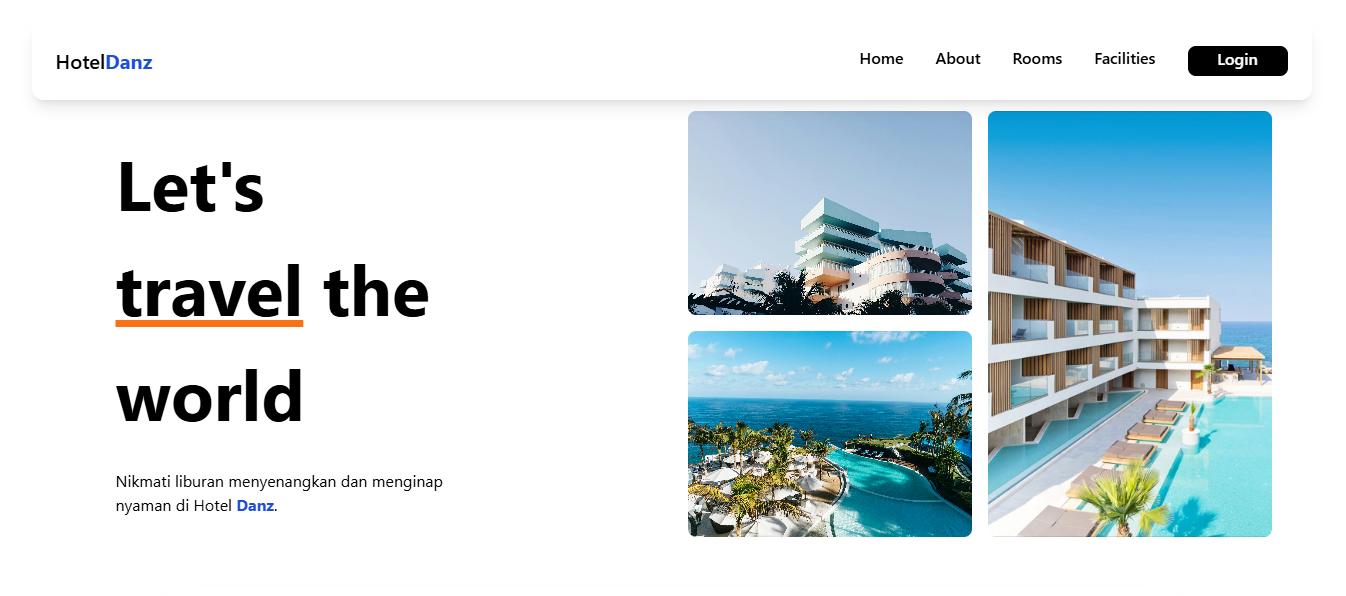 HotelDanz
Home About Rooms Facilities Login
Let's
travel the
world
Nikmati liburan menyenangkan dan menginap
nyaman di Hotel Danz.